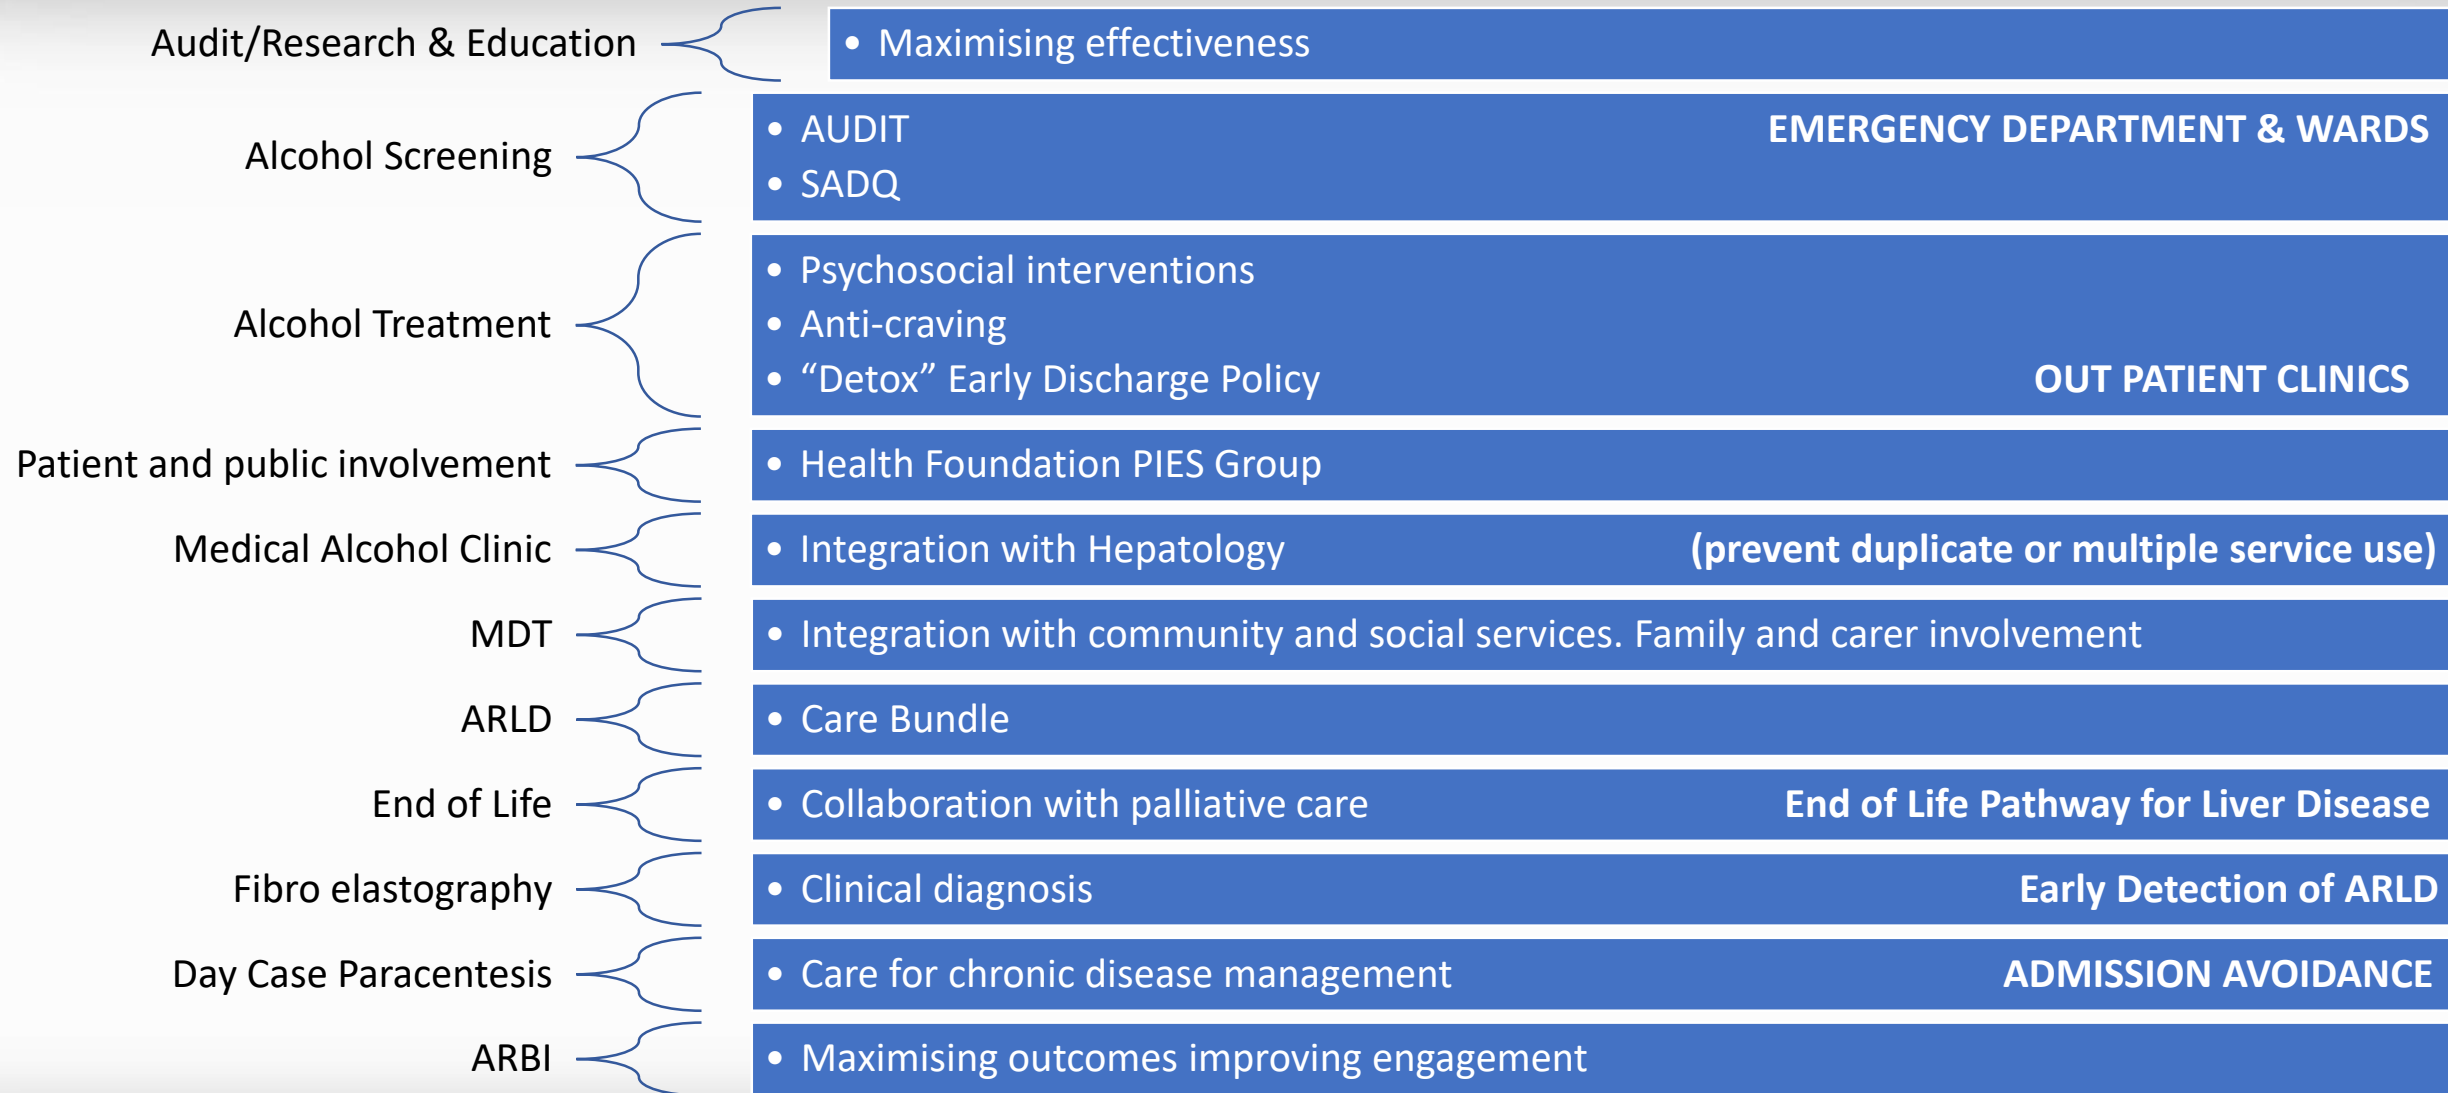 Audit/Research & Education
• Maximising effectiveness
Alcohol Screening
• AUDIT
EMERGENCY DEPARTMENT & WARDS
• SADQ
Alcohol Treatment
• Psychosocial interventions
• Anti-craving
• “Detox” Early Discharge Policy
OUT PATIENT CLINICS
Patient and public involvement
• Health Foundation PIES Group
Medical Alcohol Clinic
• Integration with Hepatology
(prevent duplicate or multiple service use)
MDT
• Integration with community and social services. Family and carer involvement
ARLD
• Care Bundle
End of Life
• Collaboration with palliative care
End of Life Pathway for Liver Disease
Fibro elastography
• Clinical diagnosis
Early Detection of ARLD
Day Case Paracentesis
• Care for chronic disease management
ADMISSION AVOIDANCE
ARBI
• Maximising outcomes improving engagement